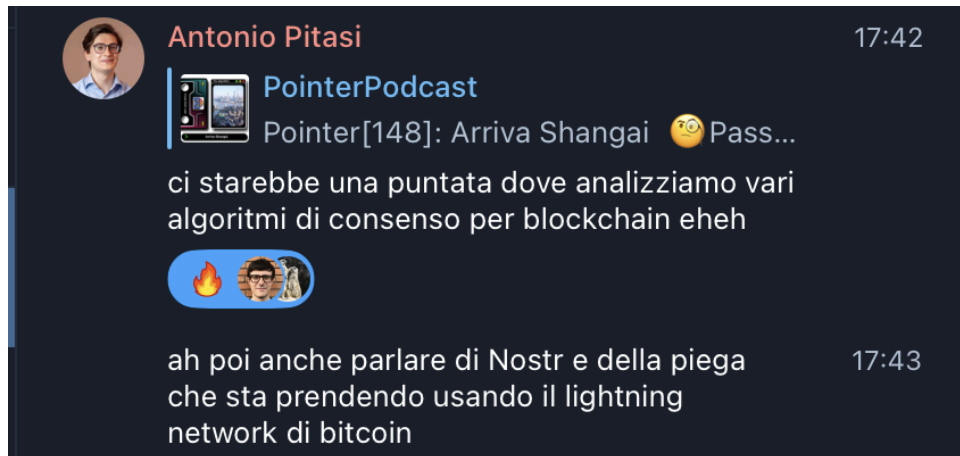 Antonio Pitasi 17:42
PointerPodcast
Pointer[148]: Arriva Shangai 🧐Pass...
ci starebbe una puntata dove analizziamo vari
algoritmi di consenso per blockchain eheh
🔥
ah poi anche parlare di Nostr e della piega 17:43
che sta prendendo usando il lightning
network di bitcoin